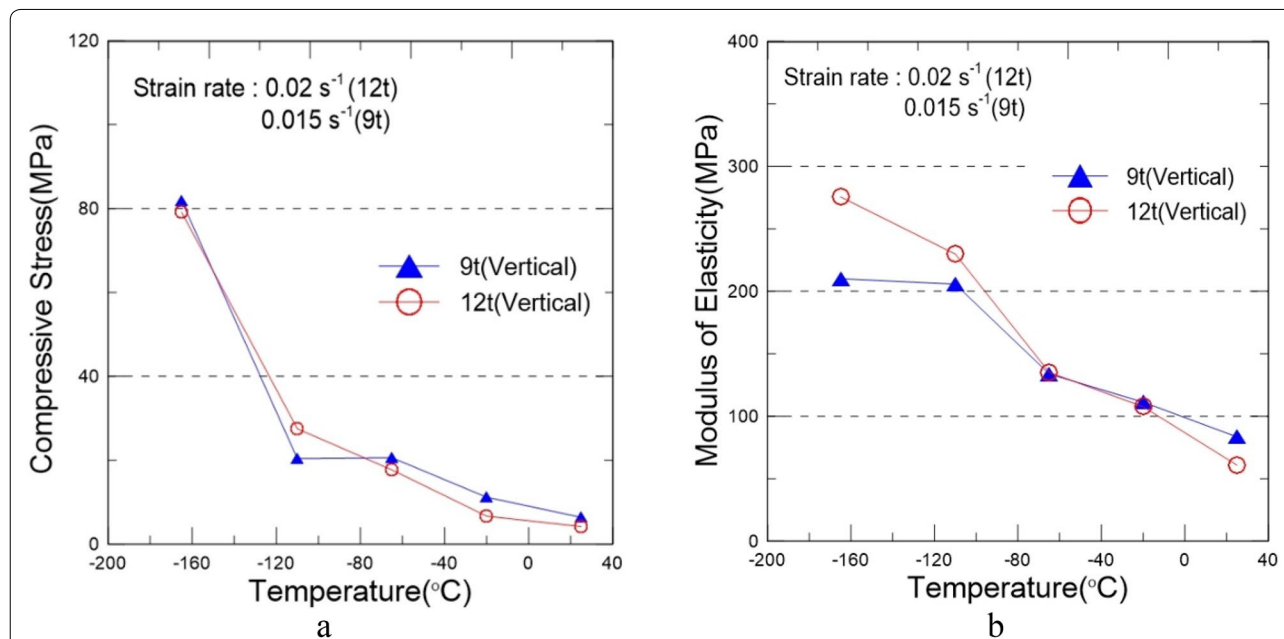 120
80
40
0
Compressive Stress(MPa)
Strain rate : 0.02 s⁻¹ (12t)
0.015 s⁻¹(9t)
9t(Vertical)
12t(Vertical)
-200 -160 -120 -80 -40 0 40
Temperature(°C)
a
400
300
200
100
0
Modulus of Elasticity(MPa)
Strain rate : 0.02 s⁻¹ (12t)
0.015 s⁻¹(9t)
9t(Vertical)
12t(Vertical)
-200 -160 -120 -80 -40 0 40
Temperature(°C)
b